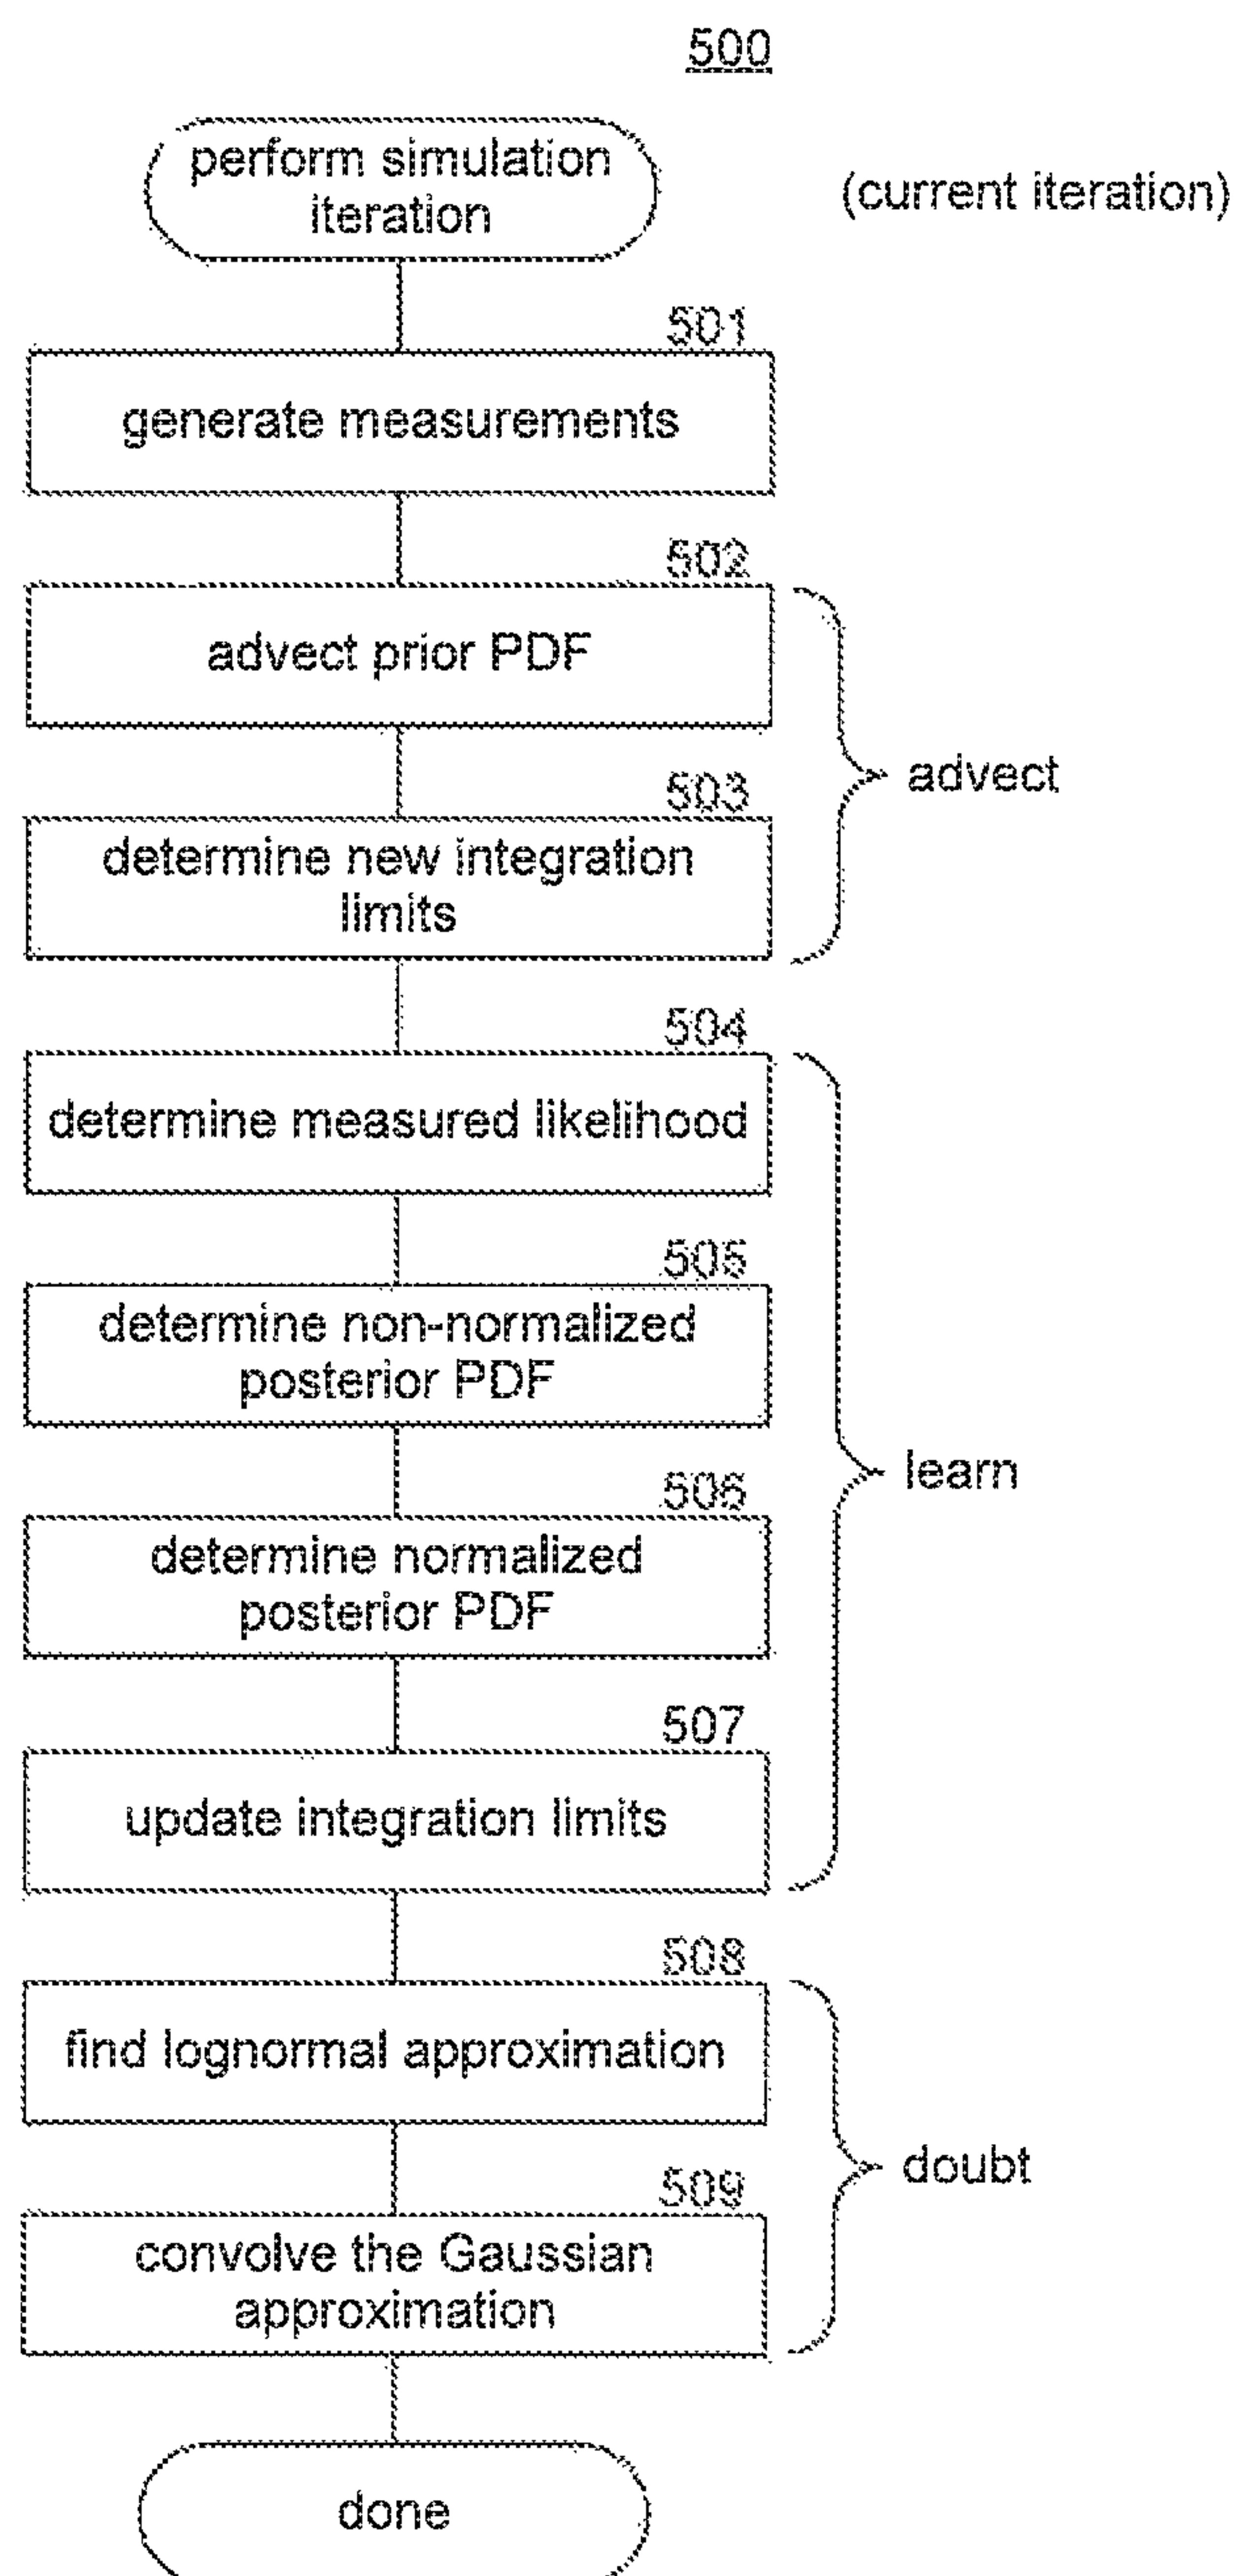 500
perform simulation
iteration
(current iteration)
501
generate measurements
502
advect prior PDF
503
determine new integration
limits
advect
504
determine measured likelihood
505
determine non-normalized
posterior PDF
506
determine normalized
posterior PDF
learn
507
update integration limits
508
find lognormal approximation
509
convolve the Gaussian
approximation
doubt
done